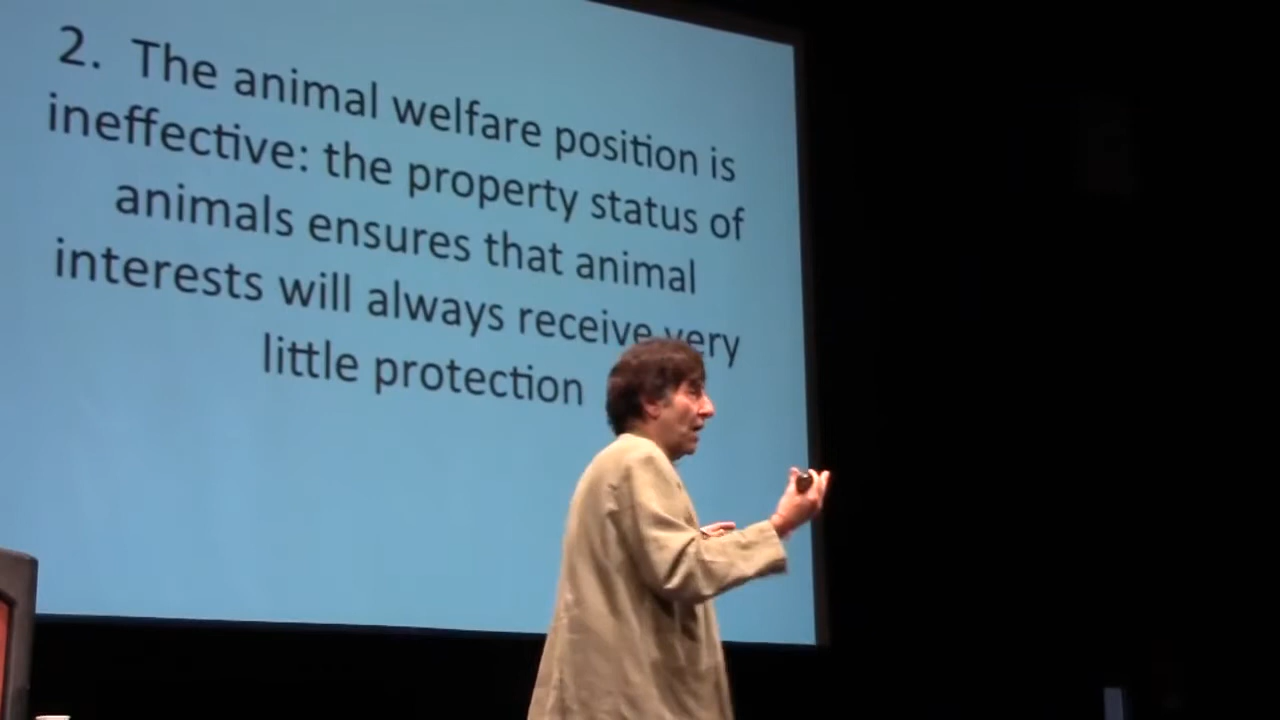 2. The animal welfare position is
ineffective: the property status of
animals ensures that animal
interests will always receive very
little protection